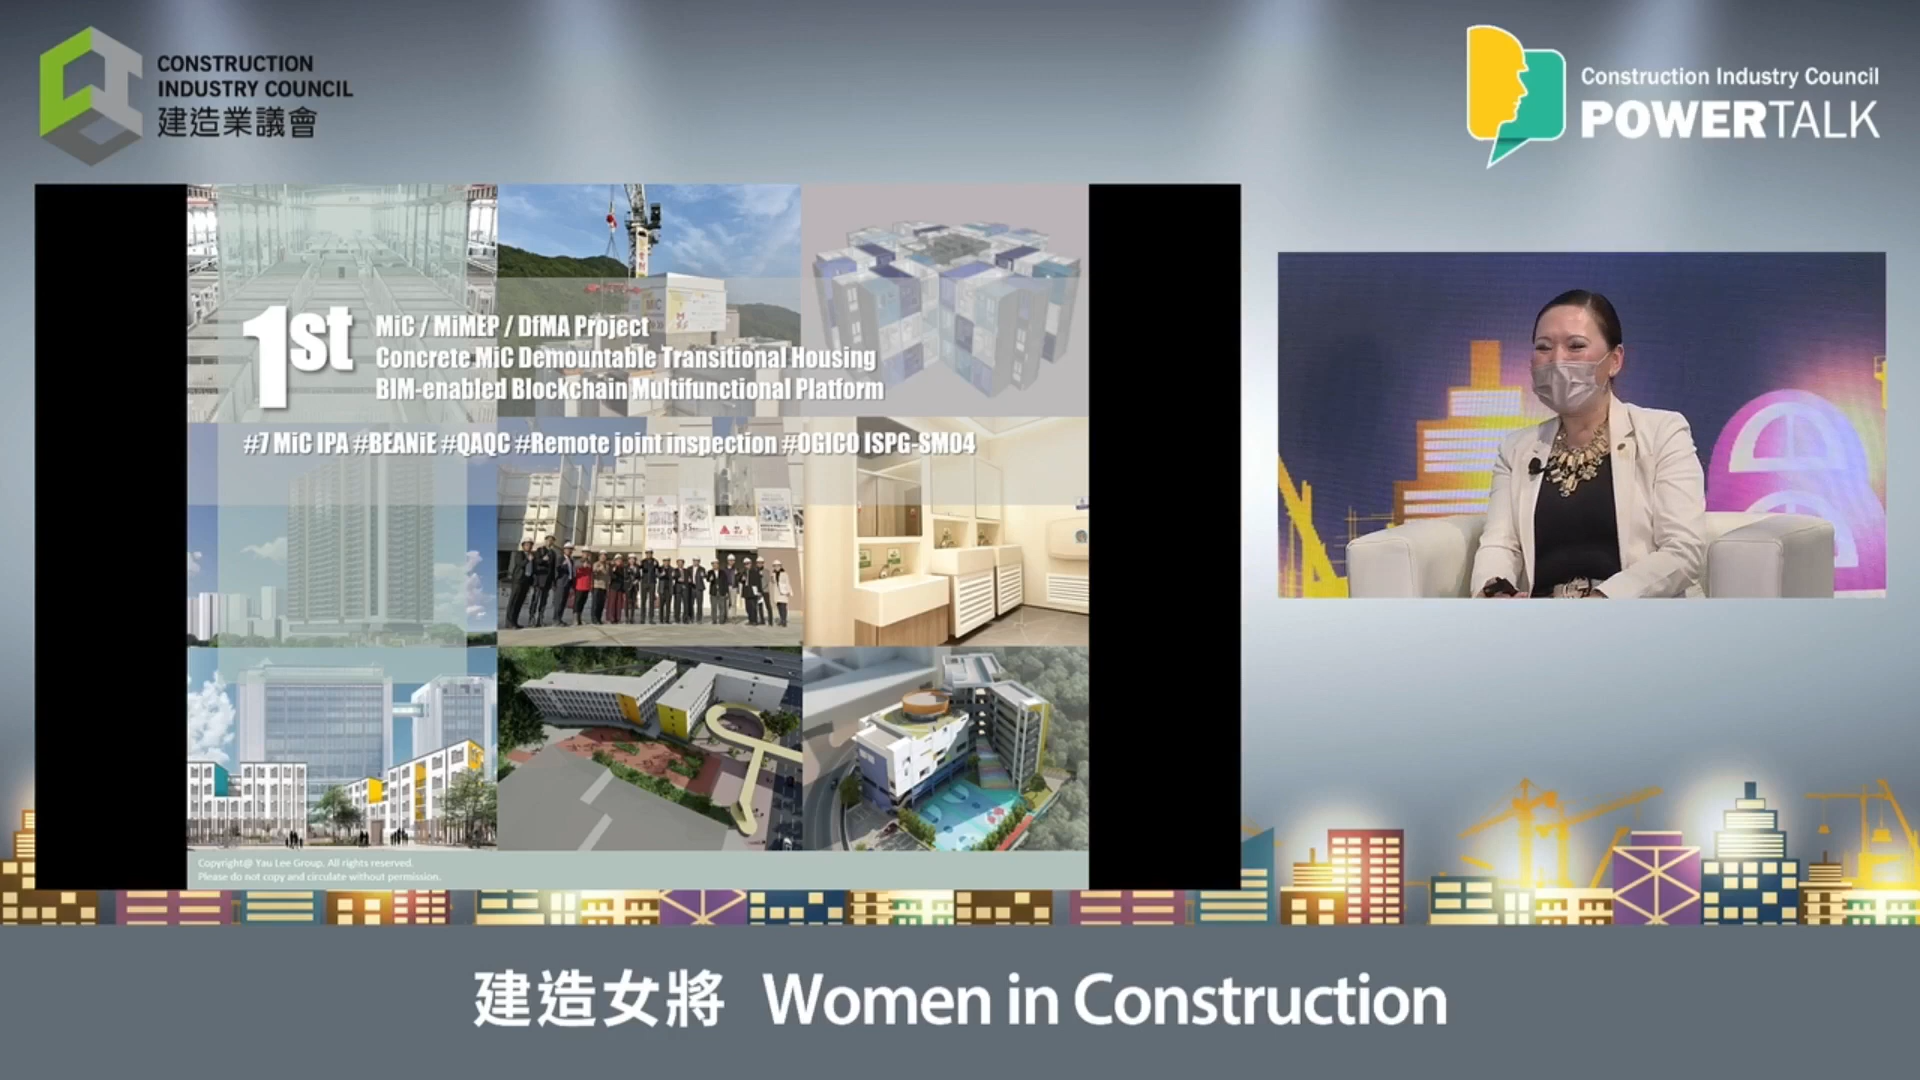 CONSTRUCTION
INDUSTRY COUNCIL
建造業議會
Construction Industry Council
POWERTALK
1st
MiC / MiMEP / DfMA Project
Concrete MiC Demountable Transitional Housing
BIM-enabled Blockchain Multifunctional Platform
#7 MiC IPA #BEANiE #QAQC #Remote joint inspection #OGICO ISPG-SM04
Copyright@ Yau Lee Group. All rights reserved.
Please do not copy and circulate without permission.
建造女將 Women in Construction